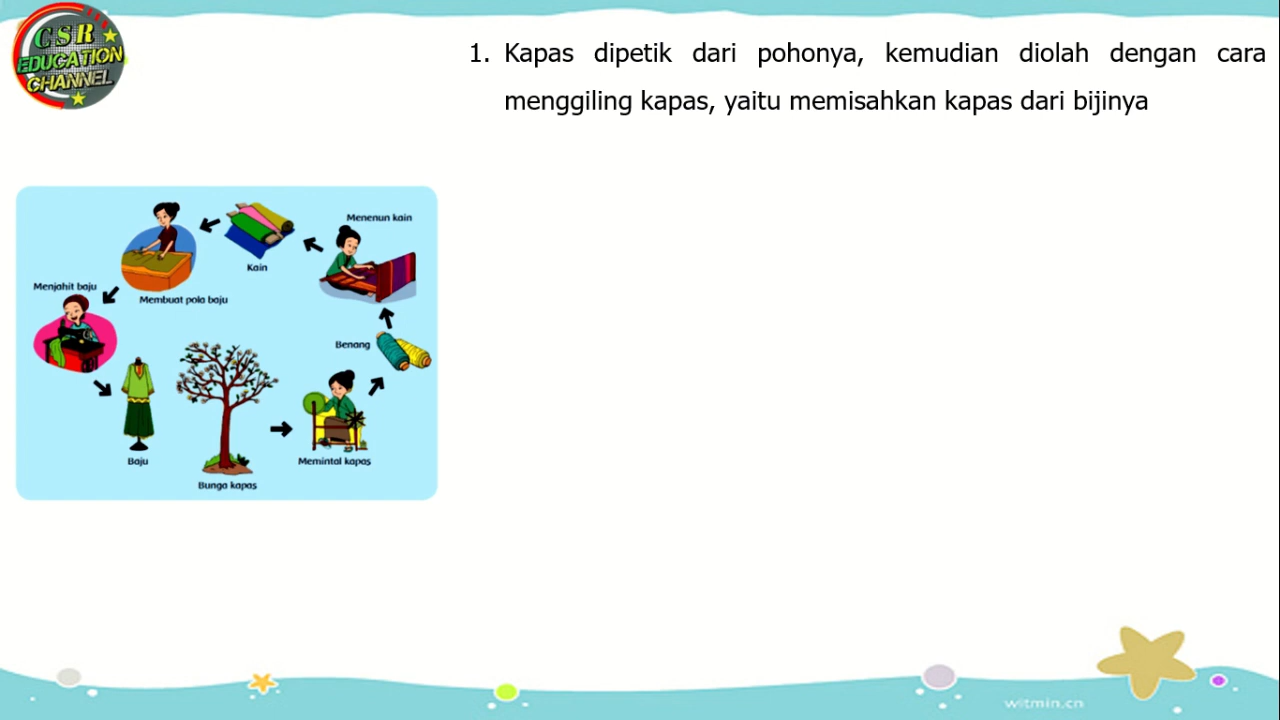 CSR
EDUCATION
CHANNEL
1. Kapas dipetik dari pohonya, kemudian diolah dengan cara
menggiling kapas, yaitu memisahkan kapas dari bijinya
Menenun kain
Kain
Menjahit baju
Membuat pola baju
Benang
Baju
Memintal kapas
Bunga kapas
witmin.cn